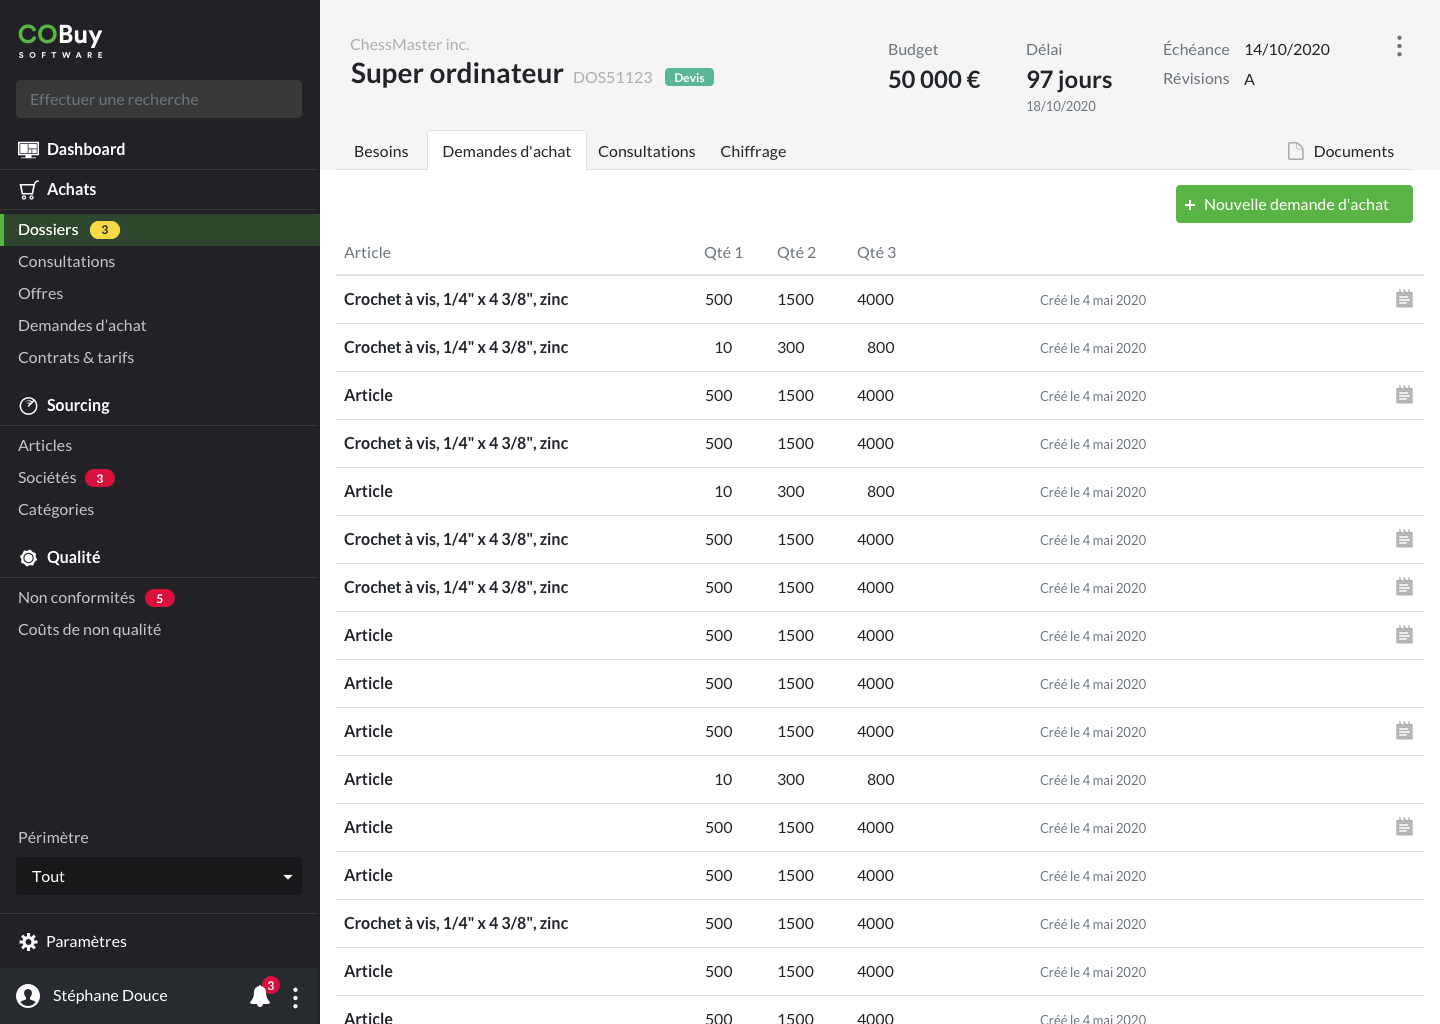 COBuy
SOFTWARE
Effectuer une recherche
Dashboard
Achats
Dossiers 3
Consultations
Offres
Demandes d’achat
Contrats & tarifs
Sourcing
Articles
Sociétés 3
Catégories
Qualité
Non conformités 5
Coûts de non qualité
Périmètre
Tout
Paramètres
Stéphane Douce 3
ChessMaster inc.
Super ordinateur DOS51123 Devis
Budget
50 000 €
Délai
97 jours
18/10/2020
Échéance 14/10/2020
Révisions A
Besoins Demandes d'achat Consultations Chiffrage Documents
+ Nouvelle demande d'achat
Article Qté 1 Qté 2 Qté 3
Crochet à vis, 1/4" x 4 3/8", zinc 500 1500 4000 Créé le 4 mai 2020
Crochet à vis, 1/4" x 4 3/8", zinc 10 300 800 Créé le 4 mai 2020
Article 500 1500 4000 Créé le 4 mai 2020
Crochet à vis, 1/4" x 4 3/8", zinc 500 1500 4000 Créé le 4 mai 2020
Article 10 300 800 Créé le 4 mai 2020
Crochet à vis, 1/4" x 4 3/8", zinc 500 1500 4000 Créé le 4 mai 2020
Crochet à vis, 1/4" x 4 3/8", zinc 500 1500 4000 Créé le 4 mai 2020
Article 500 1500 4000 Créé le 4 mai 2020
Article 500 1500 4000 Créé le 4 mai 2020
Article 500 1500 4000 Créé le 4 mai 2020
Article 10 300 800 Créé le 4 mai 2020
Article 500 1500 4000 Créé le 4 mai 2020
Article 500 1500 4000 Créé le 4 mai 2020
Crochet à vis, 1/4" x 4 3/8", zinc 500 1500 4000 Créé le 4 mai 2020
Article 500 1500 4000 Créé le 4 mai 2020
Article 500 1500 4000 Créé le 4 mai 2020